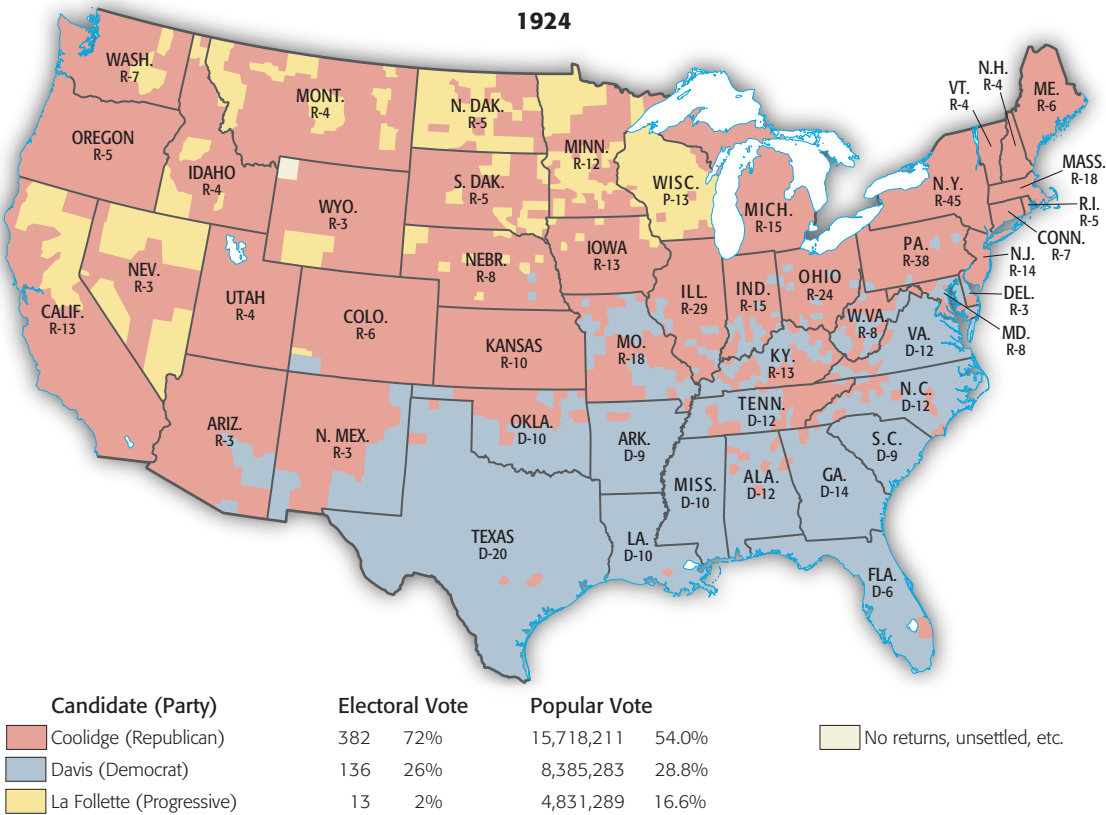 1924
WASH.
R-7
OREGON
R-5
CALIF.
R-13
NEV.
R-3
IDAHO
R-4
MONT.
R-4
WYO.
R-3
UTAH
R-4
COLO.
R-6
ARIZ.
R-3
N. MEX.
R-3
N. DAK.
R-5
S. DAK.
R-5
NEBR.
R-8
KANSAS
R-10
OKLA.
D-10
TEXAS
D-20
MINN.
R-12
IOWA
R-13
MO.
R-18
ARK.
D-9
LA.
D-10
WISC.
P-13
ILL.
R-29
MICH.
R-15
IND.
R-15
OHIO
R-24
KY.
R-13
TENN.
D-12
MISS.
D-10
ALA.
D-12
GA.
D-14
FLA.
D-6
S.C.
D-9
N.C.
D-12
VA.
D-12
W.VA.
R-8
PA.
R-38
N.Y.
R-45
VT.
R-4
N.H.
R-4
ME.
R-6
MASS.
R-18
R.I.
R-5
CONN.
R-7
N.J.
R-14
DEL.
R-3
MD.
R-8
Candidate (Party) Electoral Vote Popular Vote
Coolidge (Republican) 382 72% 15,718,211 54.0%
No returns, unsettled, etc.
Davis (Democrat) 136 26% 8,385,283 28.8%
La Follette (Progressive) 13 2% 4,831,289 16.6%